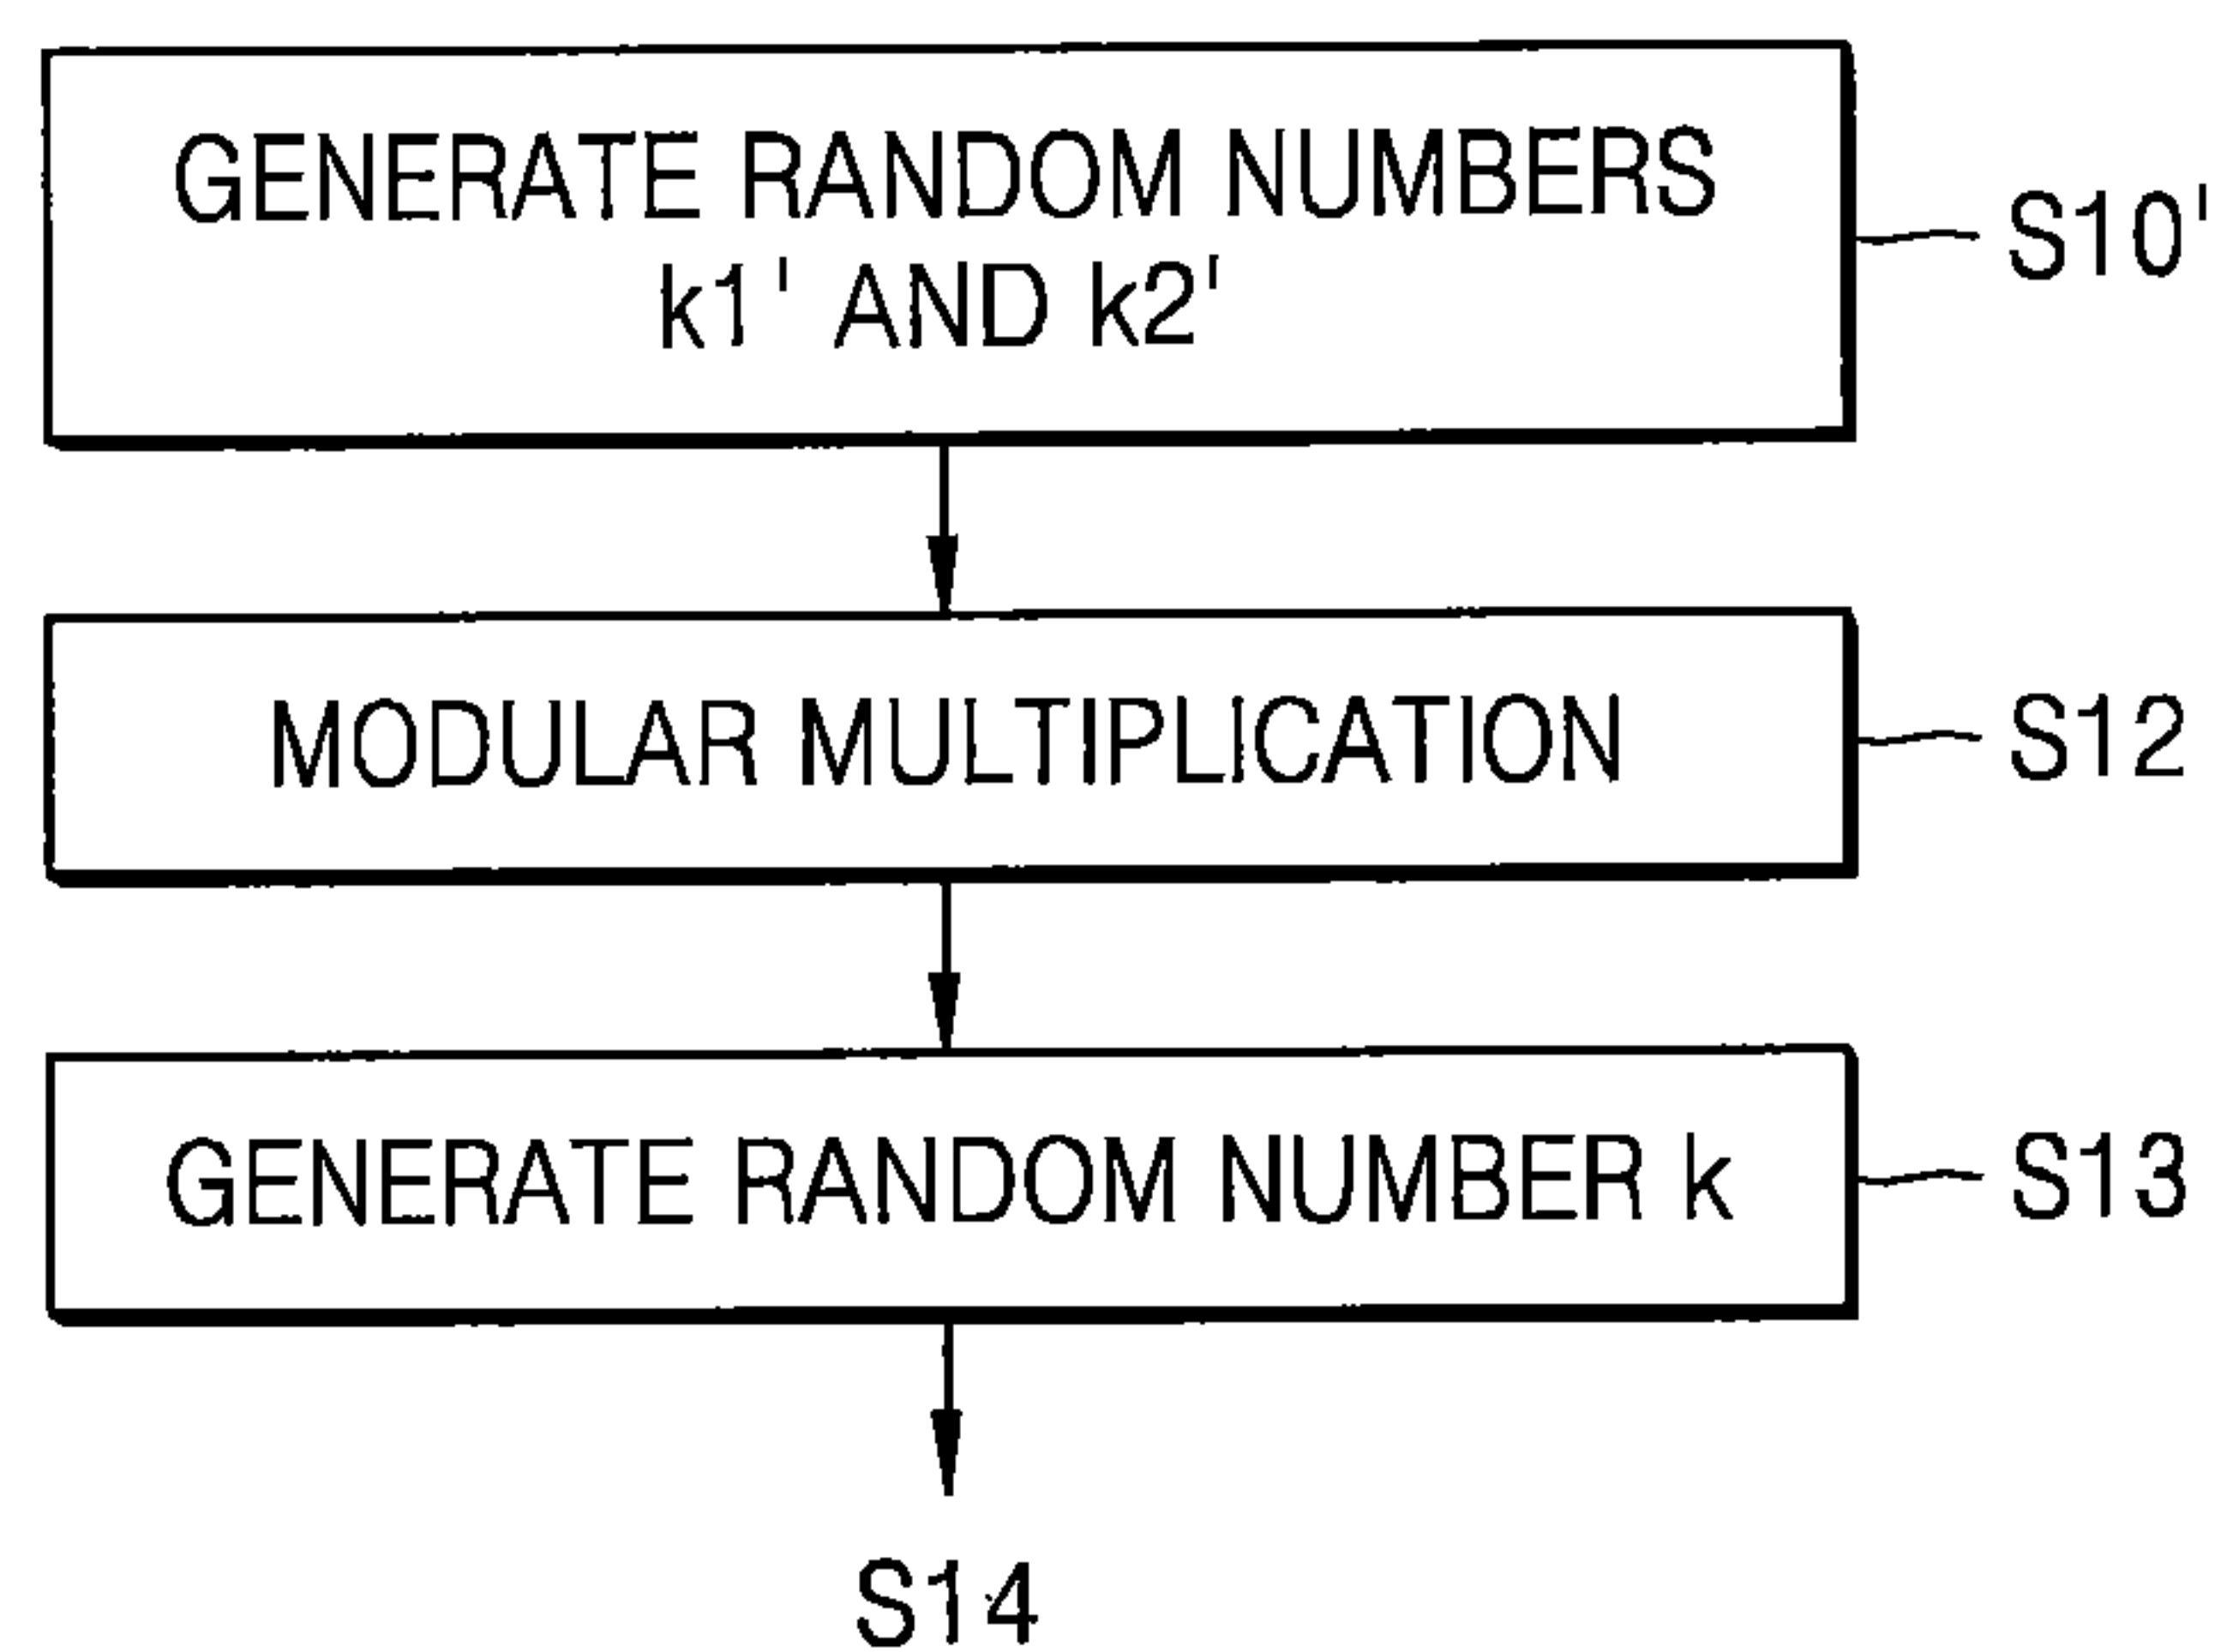 GENERATE RANDOM NUMBERS
k1' AND k2'
S10'
MODULAR MULTIPLICATION
S12
GENERATE RANDOM NUMBER k
S13
S14